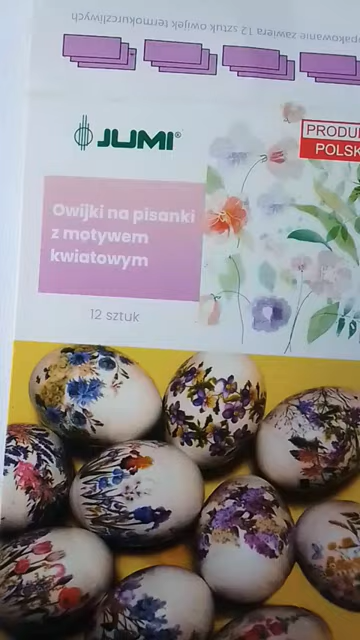 opakowanie zawiera 12 sztuk owijek termokurczliwych
JUMI®
PRODU
POLSK
Owijki na pisanki
z motywem
kwiatowym
12 sztuk